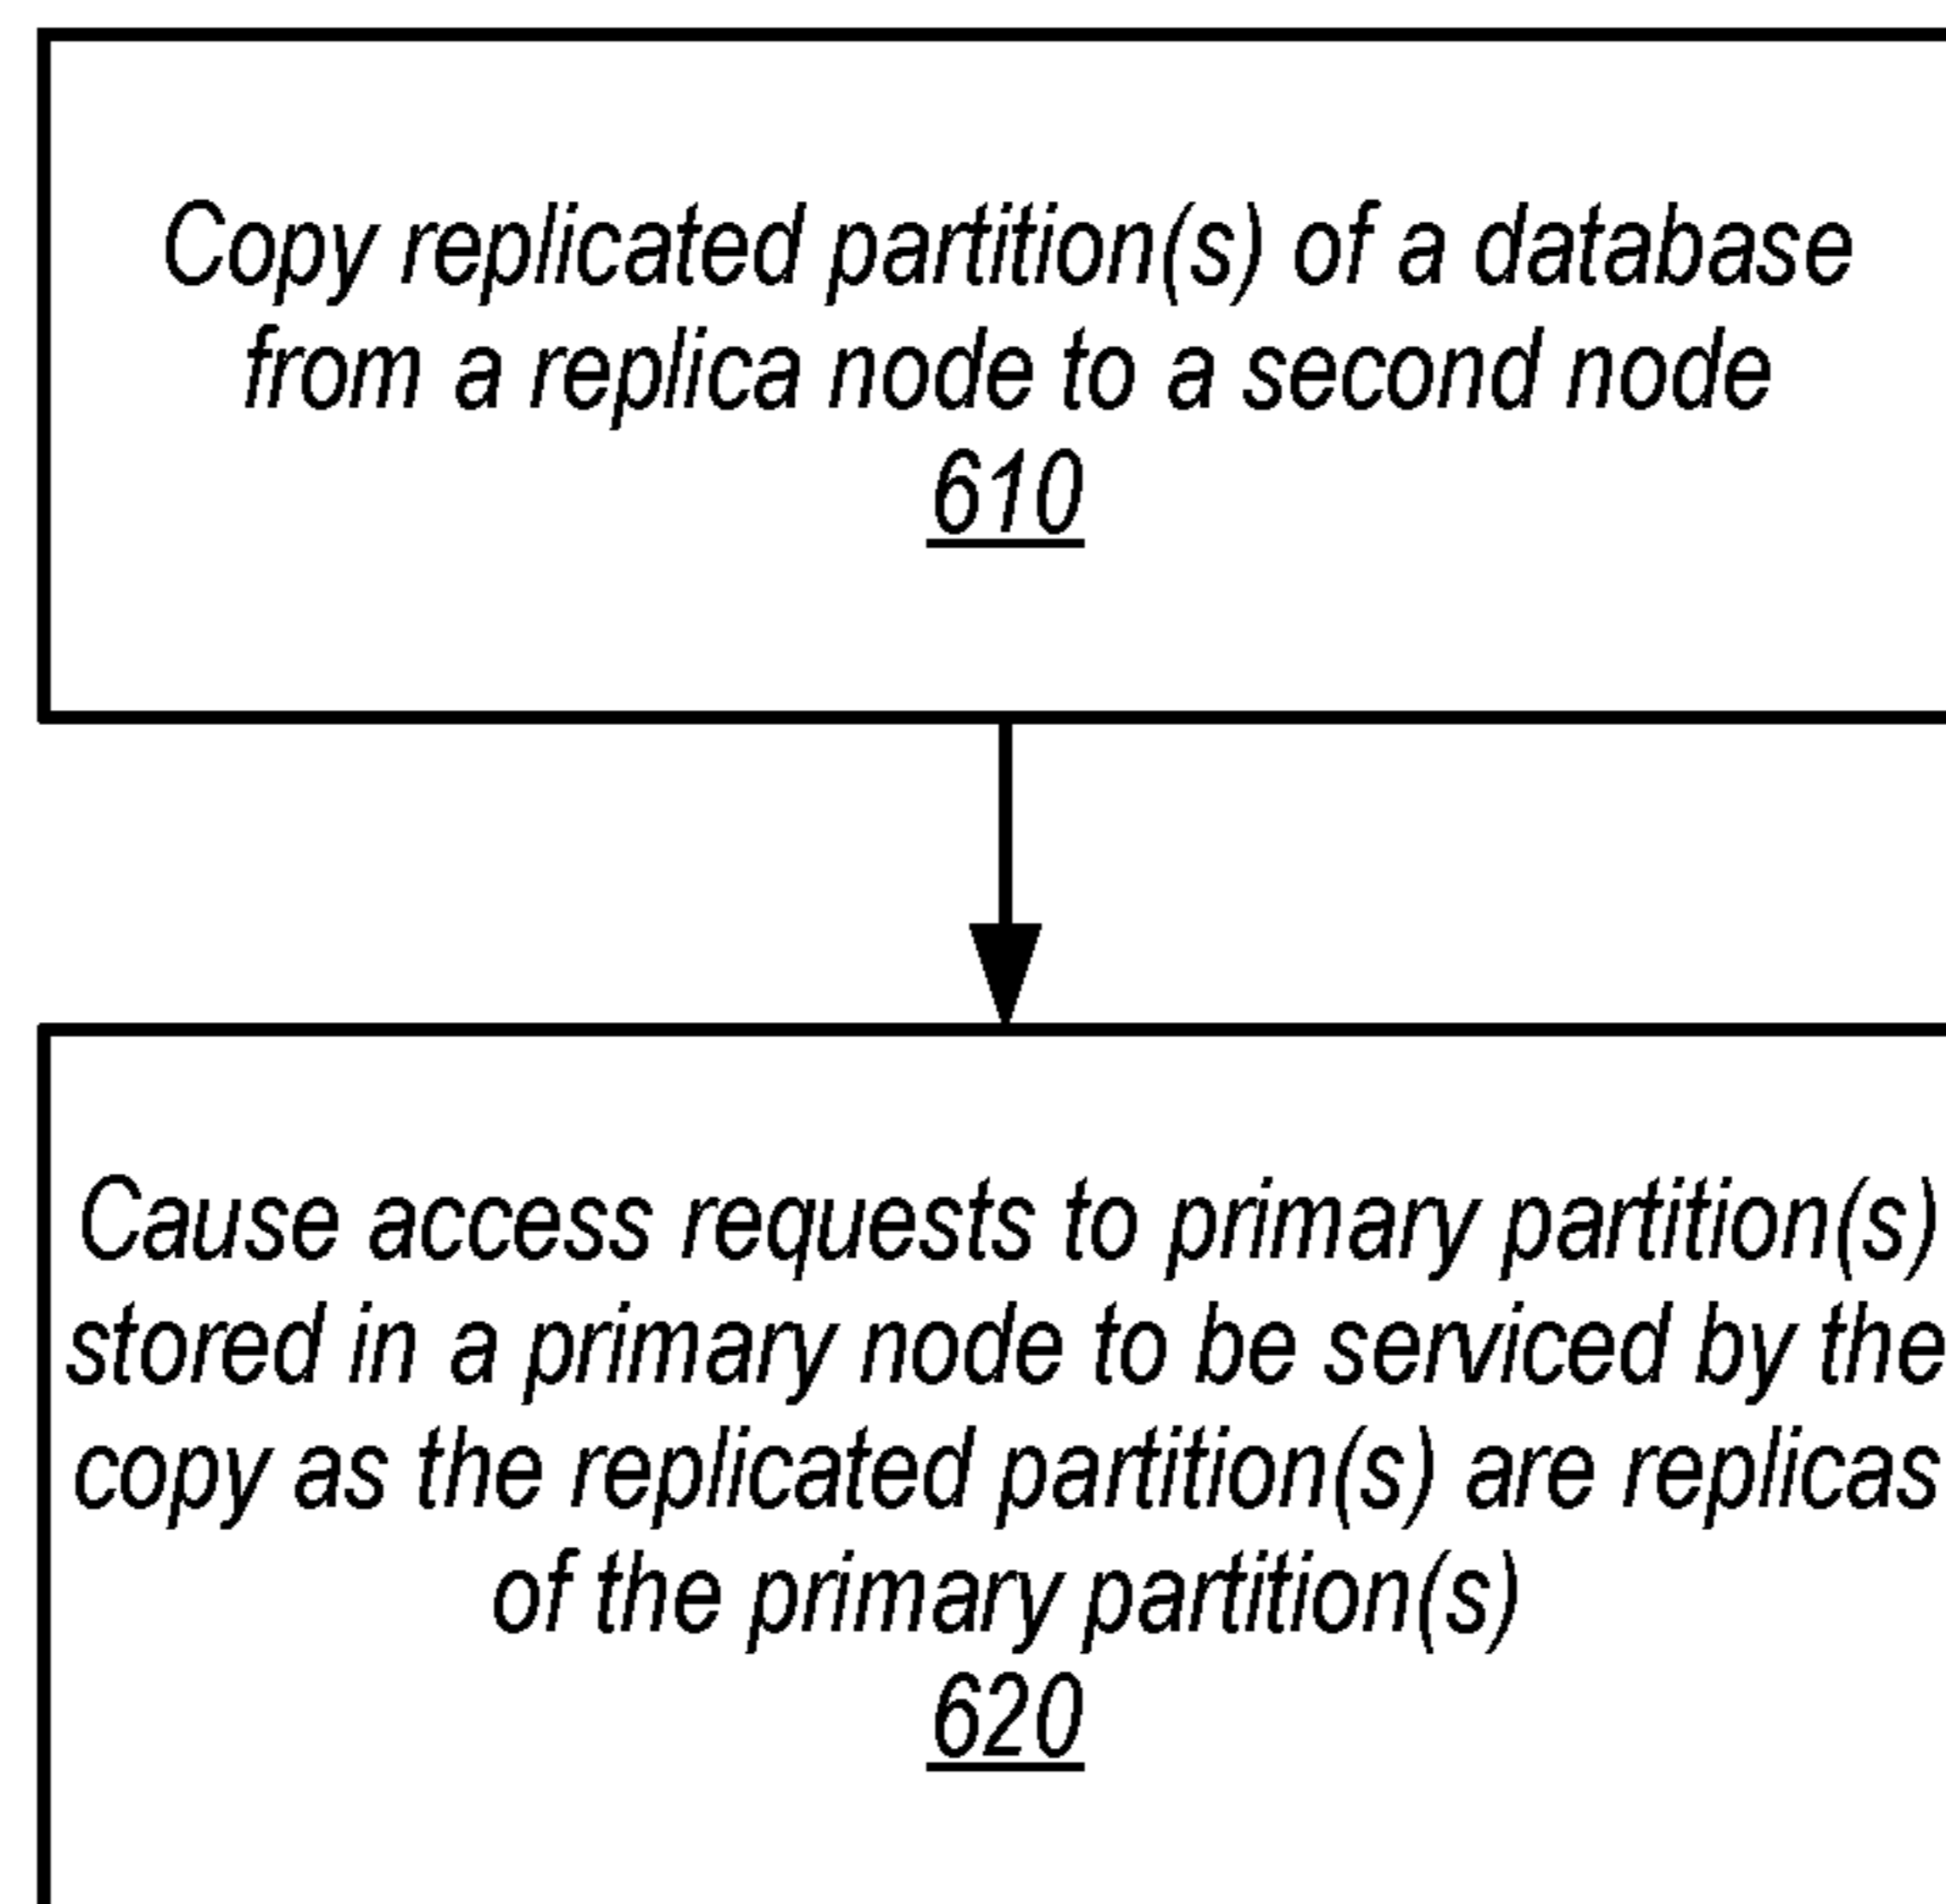 Copy replicated partition(s) of a database
from a replica node to a second node
610
Cause access requests to primary partition(s)
stored in a primary node to be serviced by the
copy as the replicated partition(s) are replicas
of the primary partition(s)
620